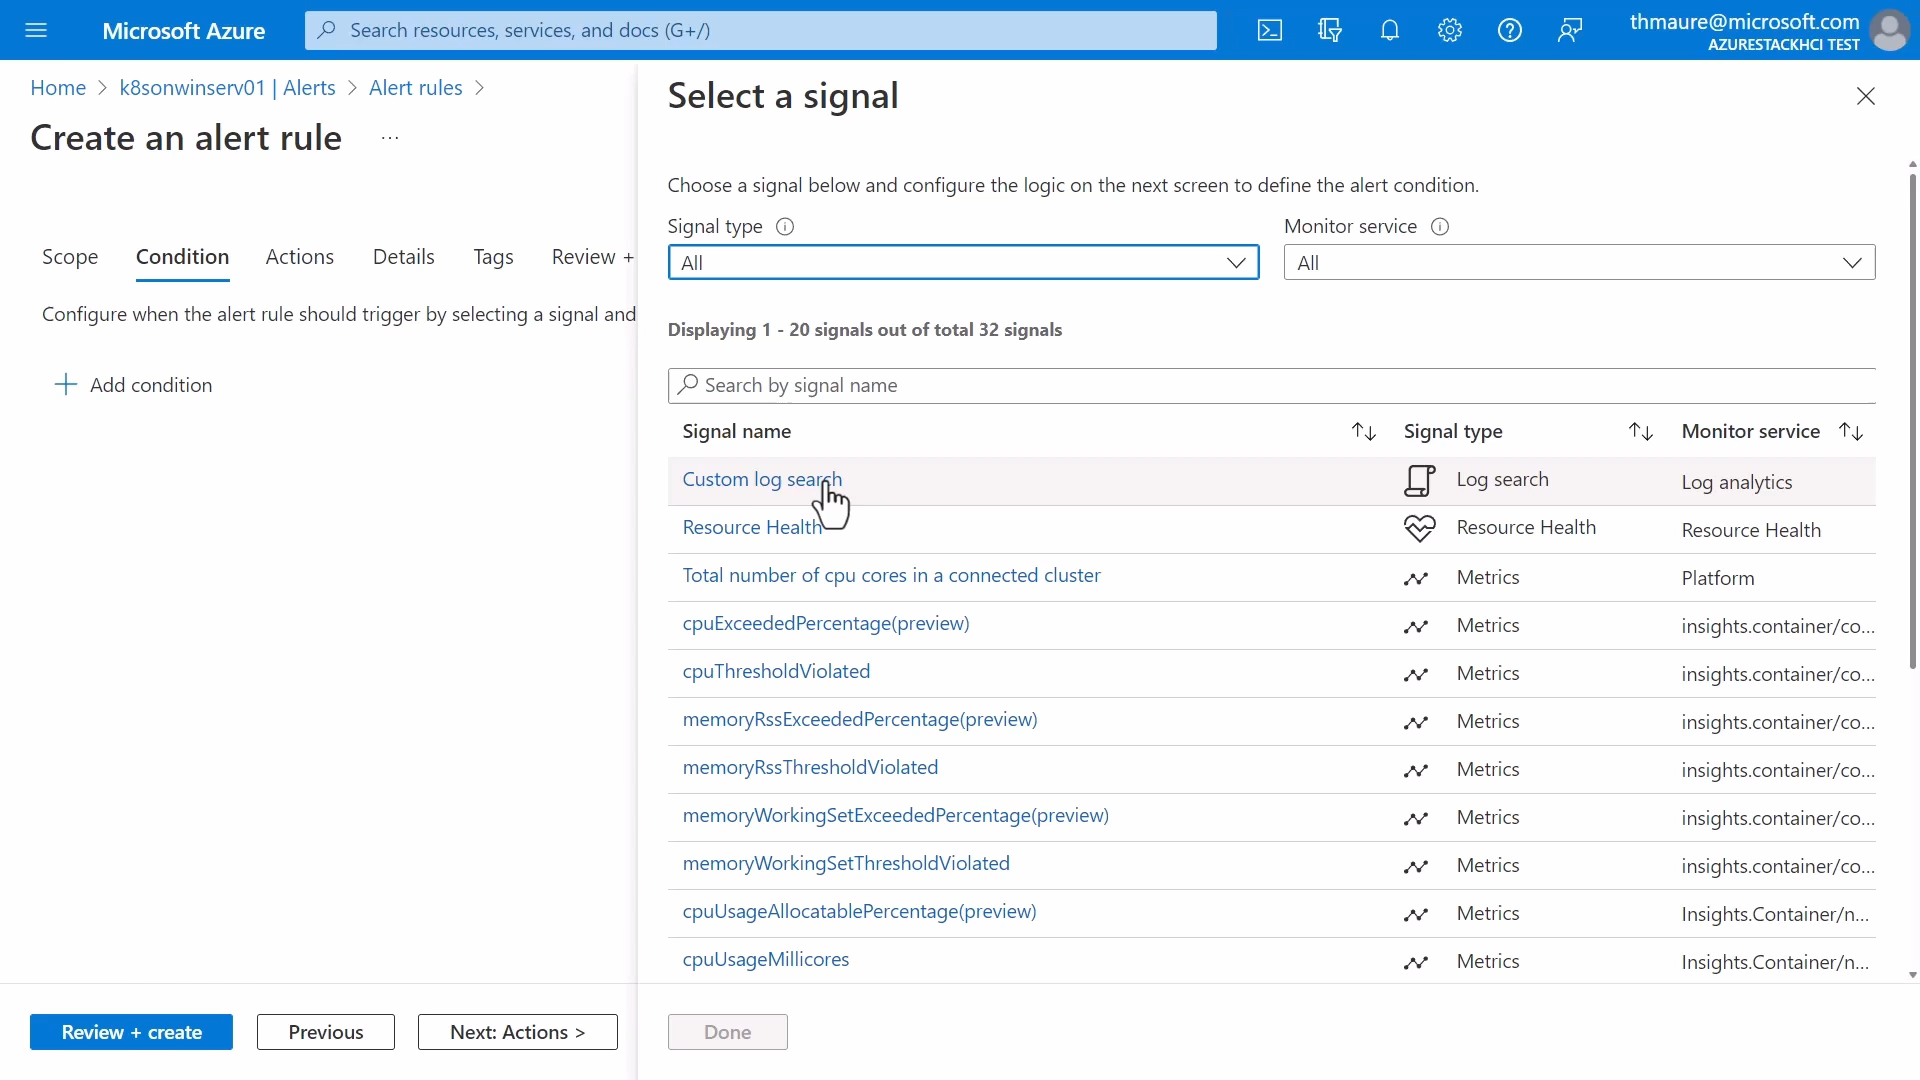 Microsoft Azure
Search resources, services, and docs (G+/)
thmaure@microsoft.com
AZURESTACKHCI TEST
Home > k8sonwinserv01 | Alerts > Alert rules >
Create an alert rule ...
Scope Condition Actions Details Tags Review +
Configure when the alert rule should trigger by selecting a signal and
Add condition
Select a signal
Choose a signal below and configure the logic on the next screen to define the alert condition.
Signal type Monitor service
All All
Displaying 1 - 20 signals out of total 32 signals
Search by signal name
Signal name Signal type Monitor service
Custom log search Log search Log analytics
Resource Health Resource Health Resource Health
Total number of cpu cores in a connected cluster Metrics Platform
cpuExceededPercentage(preview) Metrics insights.container/co...
cpuThresholdViolated Metrics insights.container/co...
memoryRssExceededPercentage(preview) Metrics insights.container/co...
memoryRssThresholdViolated Metrics insights.container/co...
memoryWorkingSetExceededPercentage(preview) Metrics insights.container/co...
memoryWorkingSetThresholdViolated Metrics insights.container/co...
cpuUsageAllocatablePercentage(preview) Metrics Insights.Container/n...
cpuUsageMillicores Metrics Insights.Container/n...
Review + create Previous Next: Actions > Done